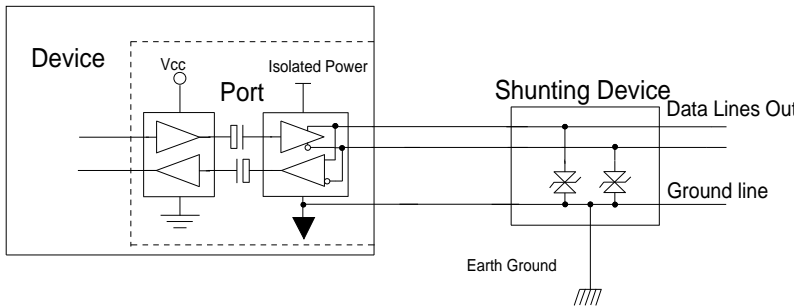 Device
Vcc
Port
Isolated Power
Shunting Device
Data Lines Out
Ground line
Earth Ground